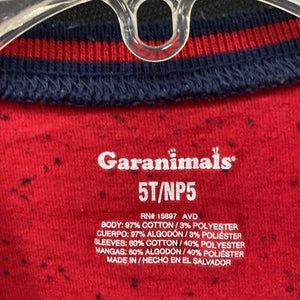 Garanimals®
5T/NP5
RN# 15897 AVD
BODY: 97% COTTON / 3% POLYESTER
CUERPO: 97% ALGODÓN / 3% POLIÉSTER
SLEEVES: 60% COTTON / 40% POLYESTER
MANGAS: 60% ALGODÓN / 40% POLIÉSTER
MADE IN / HECHO EN EL SALVADOR